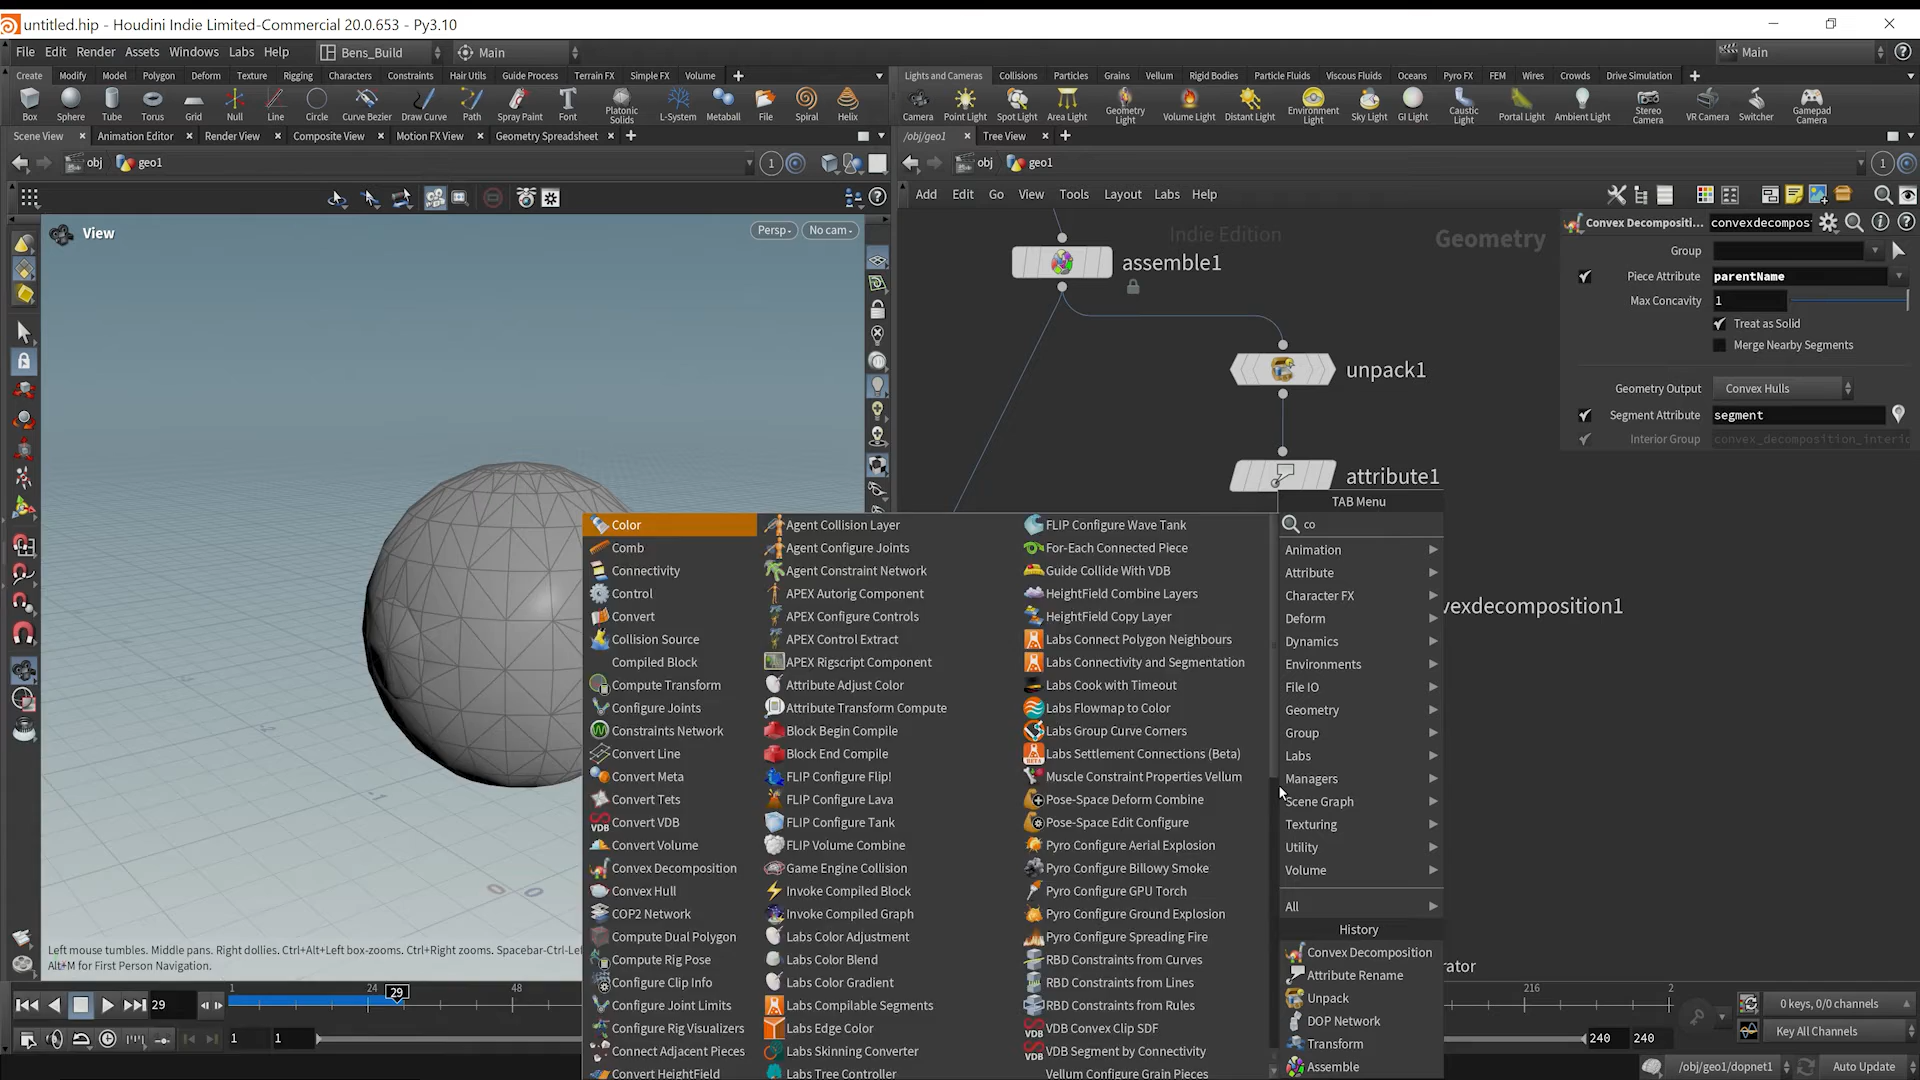 untitled.hip - Houdini Indie Limited-Commercial 20.0.653 - Py3.10
File Edit Render Assets Windows Labs Help Bens_Build Main Main
Create Modify Model Polygon Deform Texture Rigging Characters Constraints Hair Utils Guide Process Terrain FX Simple FX Volume
Lights and Cameras Collisions Particles Grains Vellum Rigid Bodies Particle Fluids Viscous Fluids Oceans Pyro FX FEM Wires Crowds Drive Simulation
Box Sphere Tube Torus Grid Null Line Circle Curve Bezier Draw Curve Path Spray Paint Font Platonic Solids L-System Metaball File Spiral Helix
Camera Point Light Spot Light Area Light Geometry Light Volume Light Distant Light Environment Light Sky Light GI Light Caustic Light Portal Light Ambient Light Stereo Camera VR Camera Switcher Gamepad Camera
Scene View Animation Editor Render View Composite View Motion FX View Geometry Spreadsheet
/obj/geo1 Tree View
obj geo1 1
obj geo1 1
Add Edit Go View Tools Layout Labs Help
View Persp No cam
Indie Edition Geometry
assemble1
unpack1
attribute1
vexdecomposition1
rator
Convex Decompositi... convexdecompos
Group
Piece Attribute parentName
Max Concavity 1
Treat as Solid
Merge Nearby Segments
Geometry Output Convex Hulls
Segment Attribute segment
Interior Group convex_decomposition_interio
TAB Menu
co
Animation
Attribute
Character FX
Deform
Dynamics
Environments
File IO
Geometry
Group
Labs
Managers
Scene Graph
Texturing
Utility
Volume
All
History
Convex Decomposition
Attribute Rename
Unpack
DOP Network
Transform
Assemble
Color
Comb
Connectivity
Control
Convert
Collision Source
Compiled Block
Compute Transform
Configure Joints
Constraints Network
Convert Line
Convert Meta
Convert Tets
VDB Convert VDB
Convert Volume
Convex Decomposition
Convex Hull
COP2 Network
Compute Dual Polygon
Compute Rig Pose
Configure Clip Info
Configure Joint Limits
Configure Rig Visualizers
Connect Adjacent Pieces
Convert HeightField
Agent Collision Layer
Agent Configure Joints
Agent Constraint Network
APEX Autorig Component
APEX Configure Controls
APEX Control Extract
APEX Rigscript Component
Attribute Adjust Color
Attribute Transform Compute
Block Begin Compile
Block End Compile
FLIP Configure Flip!
FLIP Configure Lava
FLIP Configure Tank
FLIP Volume Combine
Game Engine Collision
Invoke Compiled Block
Invoke Compiled Graph
Labs Color Adjustment
Labs Color Blend
Labs Color Gradient
Labs Compilable Segments
Labs Edge Color
Labs Skinning Converter
Labs Tree Controller
FLIP Configure Wave Tank
For-Each Connected Piece
Guide Collide With VDB
HeightField Combine Layers
HeightField Copy Layer
Labs Connect Polygon Neighbours
Labs Connectivity and Segmentation
Labs Cook with Timeout
Labs Flowmap to Color
Labs Group Curve Corners
BETA Labs Settlement Connections (Beta)
Muscle Constraint Properties Vellum
Pose-Space Deform Combine
Pose-Space Edit Configure
Pyro Configure Aerial Explosion
Pyro Configure Billowy Smoke
Pyro Configure GPU Torch
Pyro Configure Ground Explosion
Pyro Configure Spreading Fire
RBD Constraints from Curves
RBD Constraints from Lines
RBD Constraints from Rules
VDB VDB Convex Clip SDF
VDB VDB Segment by Connectivity
Vellum Configure Grain Pieces
Left mouse tumbles. Middle pans. Right dollies. Ctrl+Alt+Left box-zooms. Ctrl+Right zooms. Spacebar-Ctrl-Lef
Alt+M for First Person Navigation.
29 1 24 29 48 216 2
0 keys, 0/0 channels
1 1 240 240 Key All Channels
/obj/geo1/dopnet1 Auto Update